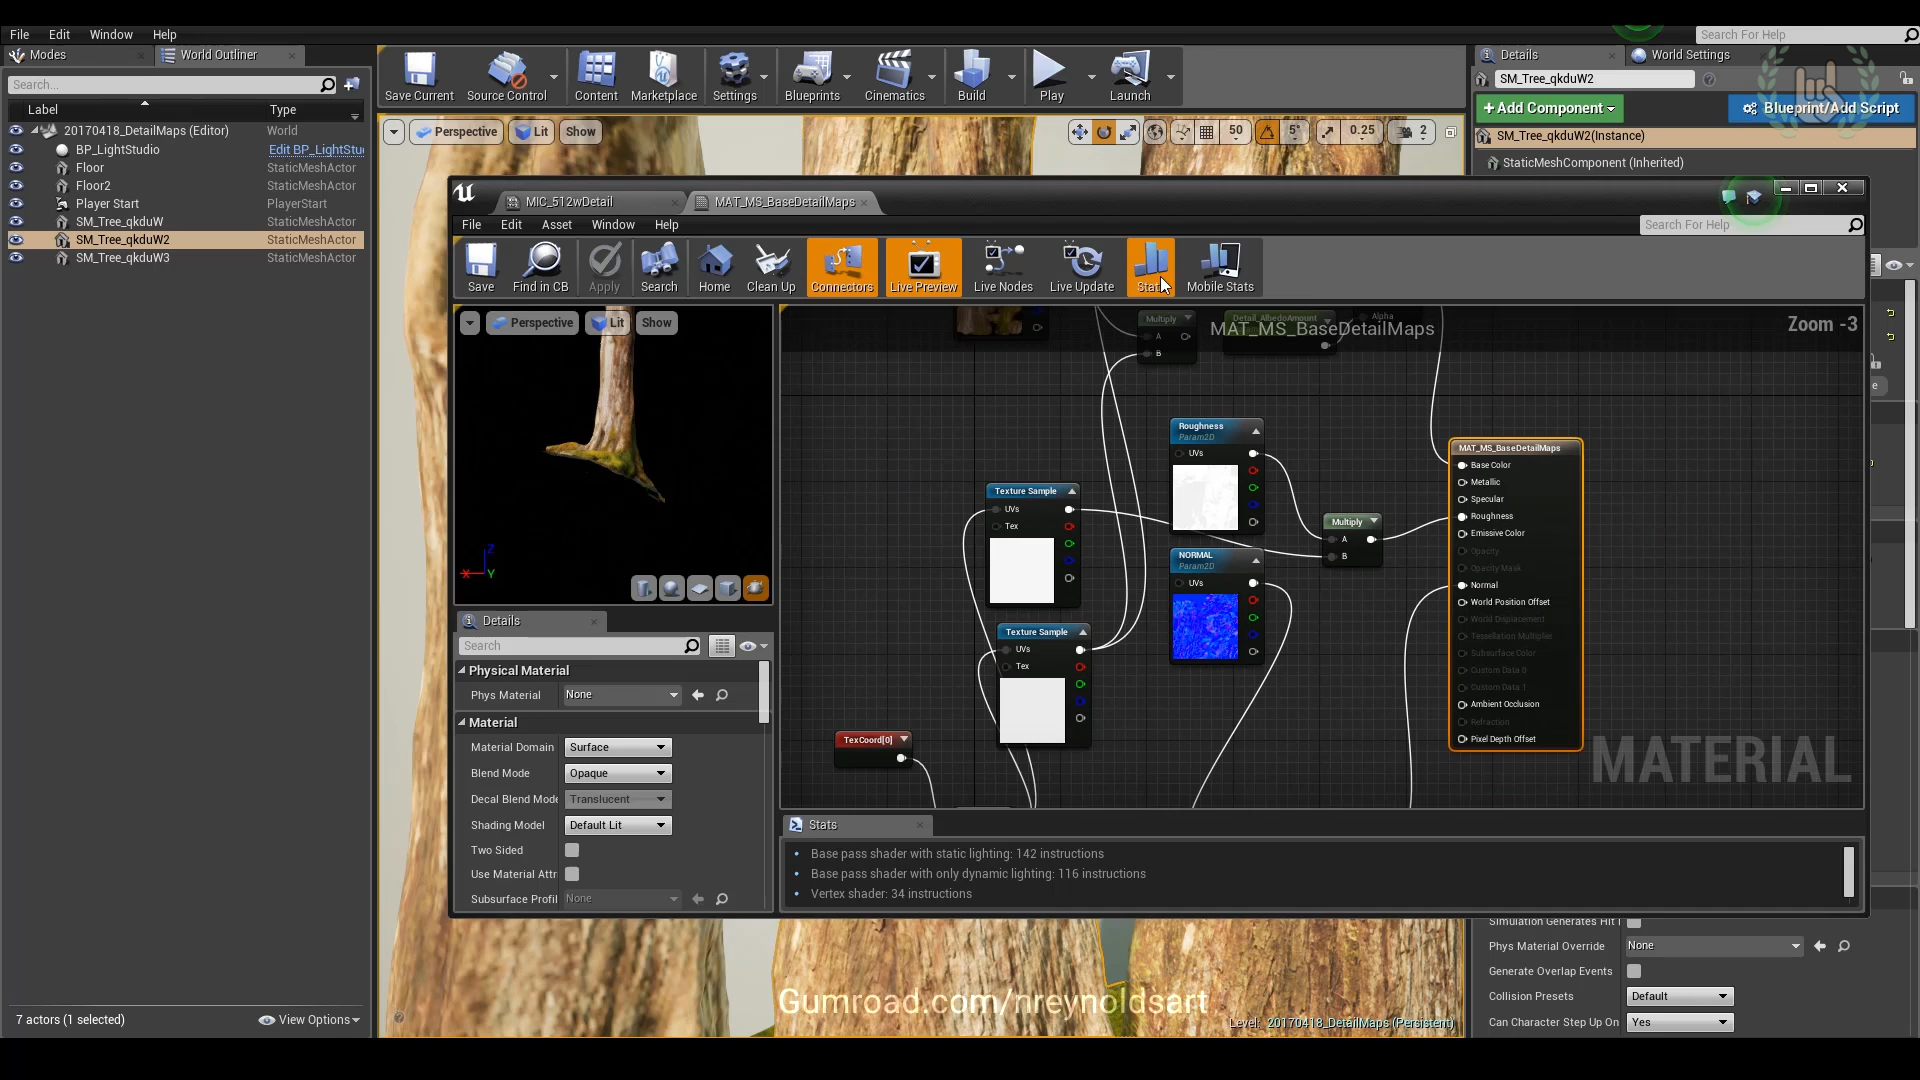 File Edit Window Help
Search For Help
Modes
World Outliner
Search...
Label Type
20170418_DetailMaps (Editor) World
BP_LightStudio Edit BP_LightStu
Floor StaticMeshActor
Floor2 StaticMeshActor
Player Start PlayerStart
SM_Tree_qkduW StaticMeshActor
SM_Tree_qkduW2 StaticMeshActor
SM_Tree_qkduW3 StaticMeshActor
7 actors (1 selected)
View Options
Save Current Source Control Content Marketplace Settings Blueprints Cinematics Build Play Launch
Perspective Lit Show
50 5° 0.25 2
Details World Settings
SM_Tree_qkduW2
+Add Component Blueprint/Add Script
SM_Tree_qkduW2(Instance)
StaticMeshComponent (Inherited)
MIC_512wDetail MAT_MS_BaseDetailMaps
File Edit Asset Window Help
Search For Help
Save Find in CB Apply Search Home Clean Up Connectors Live Preview Live Nodes Live Update Mobile Stats
Perspective Lit Show
X Z Y
MAT_MS_BaseDetailMaps
Zoom -3
Multiply
A
B
Detail_AlbedoAmount
Alpha
Roughness
Param2D
UVs
Texture Sample
UVs
Tex
NORMAL
Param2D
UVs
Multiply
A
B
Texture Sample
UVs
Tex
TexCoord[0]
MAT_MS_BaseDetailMaps
Base Color
Metallic
Specular
Roughness
Emissive Color
Opacity
Opacity Mask
Normal
World Position Offset
World Displacement
Tessellation Multiplier
Subsurface Color
Custom Data 0
Custom Data 1
Ambient Occlusion
Refraction
Pixel Depth Offset
MATERIAL
Details
Search
Physical Material
Phys Material None
Material
Material Domain Surface
Blend Mode Opaque
Decal Blend Mode Translucent
Shading Model Default Lit
Two Sided
Use Material Attr
Subsurface Profil None
Stats
Base pass shader with static lighting: 142 instructions
Base pass shader with only dynamic lighting: 116 instructions
Vertex shader: 34 instructions
Simulation Generates Hit
Phys Material Override None
Generate Overlap Events
Collision Presets Default
Can Character Step Up On Yes
Gumroad.com/nreynoldsart
Level: 20170418_DetailMaps (Persistent)